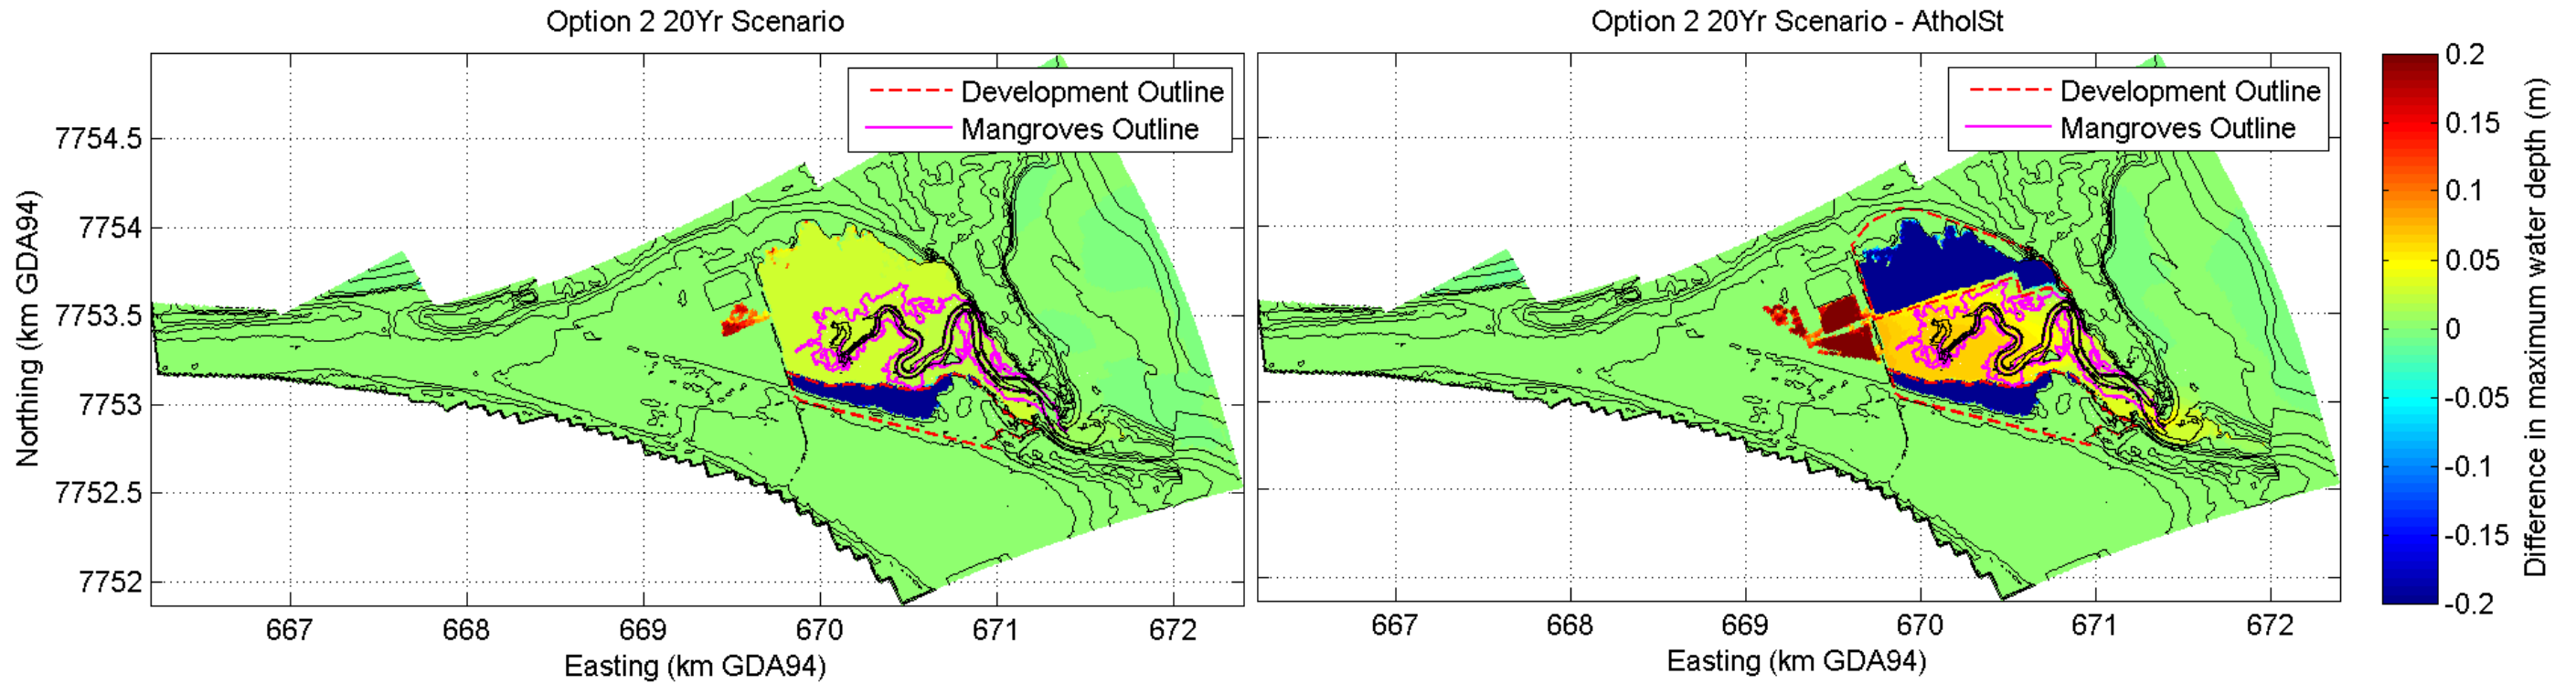 Option 2 20Yr Scenario
Development Outline
Mangroves Outline
7754.5
7754
7753.5
7753
7752.5
7752
Northing (km GDA94)
667 668 669 670 671 672
Easting (km GDA94)
Option 2 20Yr Scenario - AtholSt
Development Outline
Mangroves Outline
667 668 669 670 671 672
Easting (km GDA94)
0.2
0.15
0.1
0.05
0
-0.05
-0.1
-0.15
-0.2
Difference in maximum water depth (m)